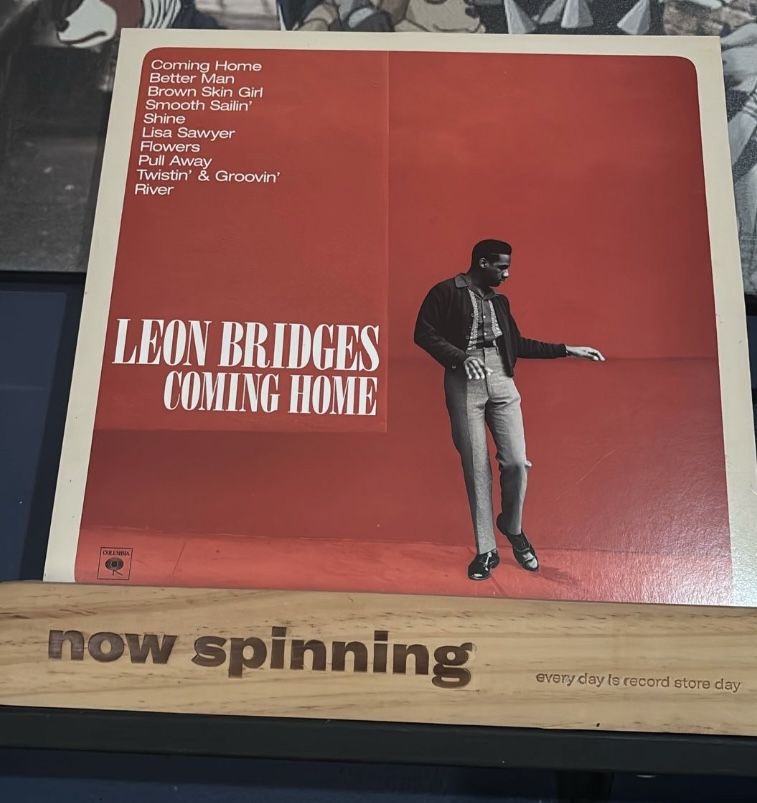 Coming Home
Better Man
Brown Skin Girl
Smooth Sailin'
Shine
Lisa Sawyer
Flowers
Pull Away
Twistin' & Groovin'
River
LEON BRIDGES
COMING HOME
COLUMBIA
now spinning
every day is record store day